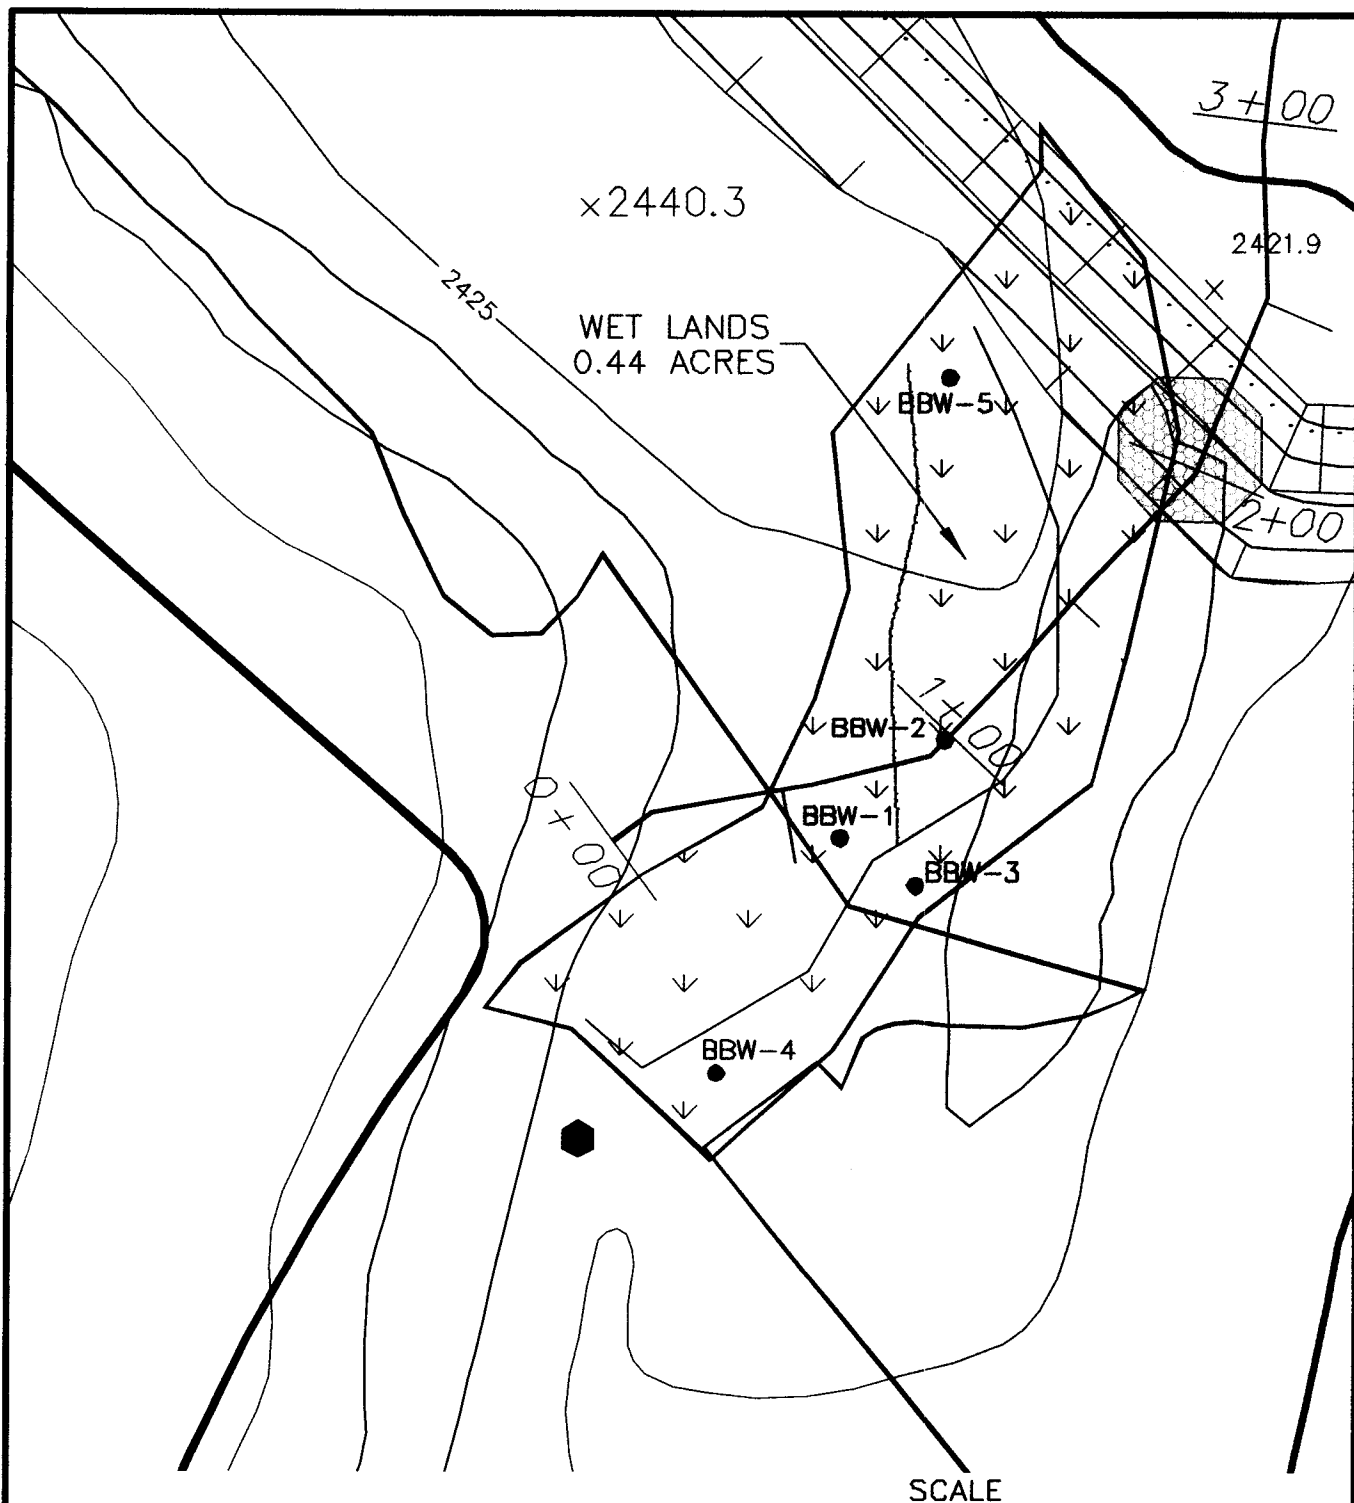 3+00
×2440.3
2421.9
2425
WET LANDS
0.44 ACRES
BBW-5
2+00
1+00
BBW-2
0+00
BBW-1
BBW-3
BBW-4
SCALE